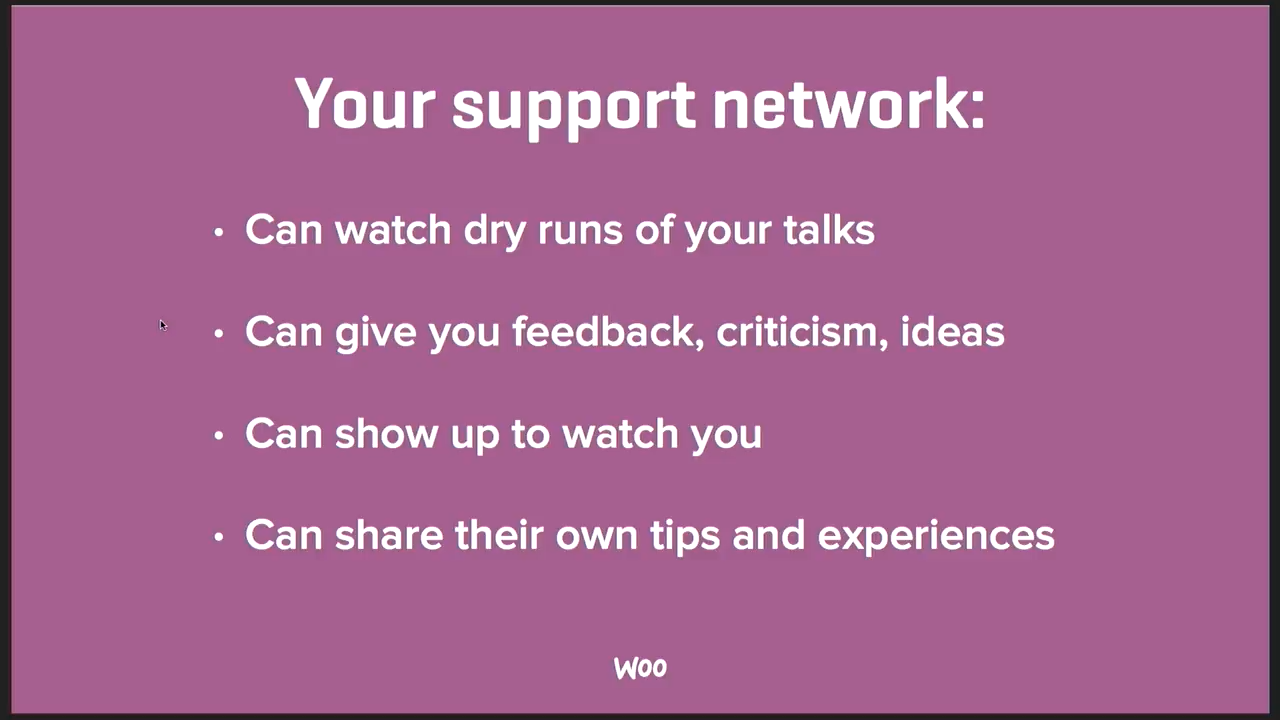 Your support network:
• Can watch dry runs of your talks
• Can give you feedback, criticism, ideas
• Can show up to watch you
• Can share their own tips and experiences
Woo